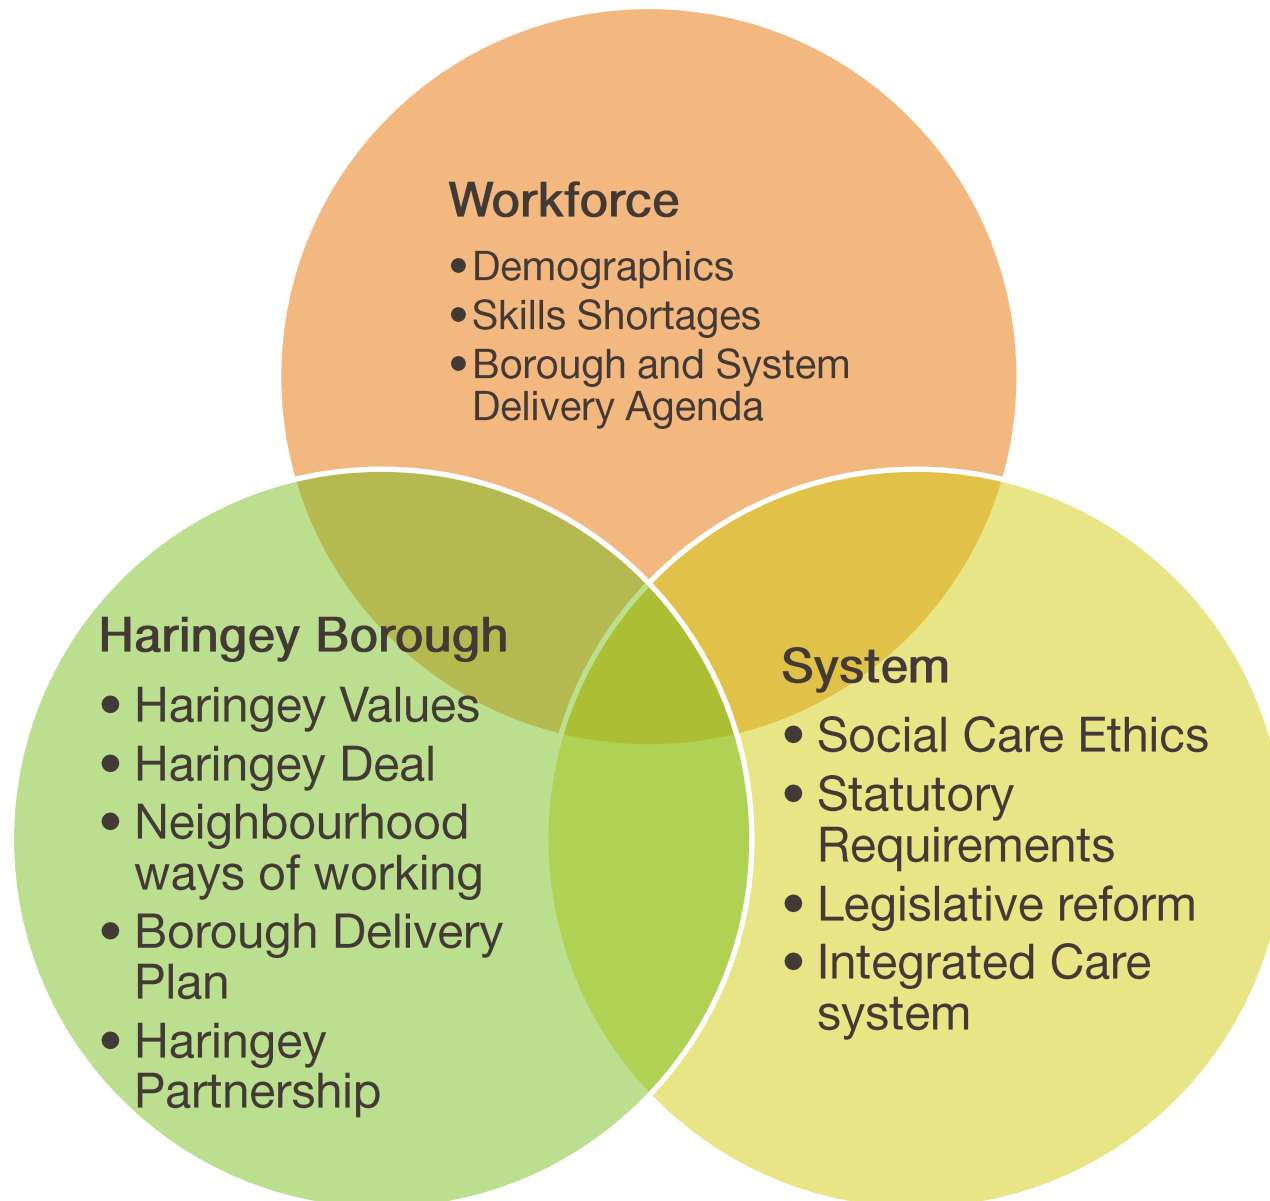 Workforce
• Demographics
• Skills Shortages
• Borough and System
Delivery Agenda
Haringey Borough
• Haringey Values
• Haringey Deal
• Neighbourhood
ways of working
• Borough Delivery
Plan
• Haringey
Partnership
System
• Social Care Ethics
• Statutory
Requirements
• Legislative reform
• Integrated Care
system